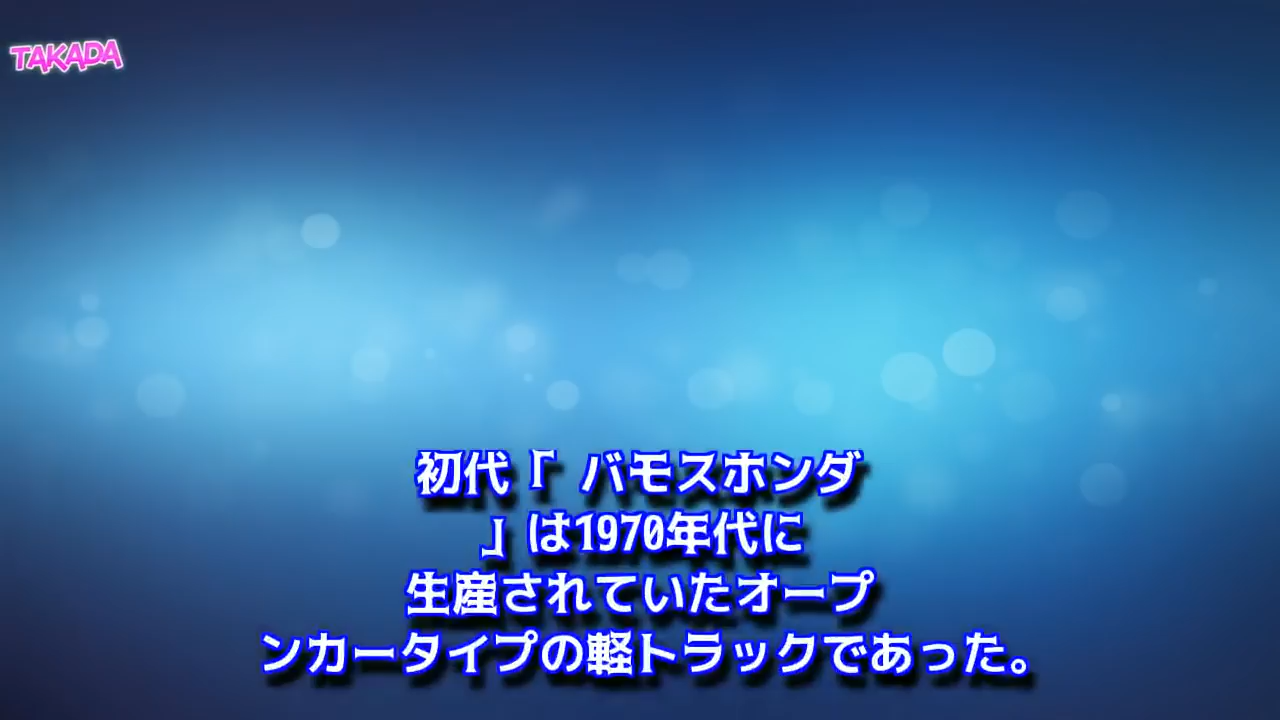 TAKADA
初代『 バモスホンダ
』は1970年代に
生産されていたオープ
ンカータイプの軽トラックであった。